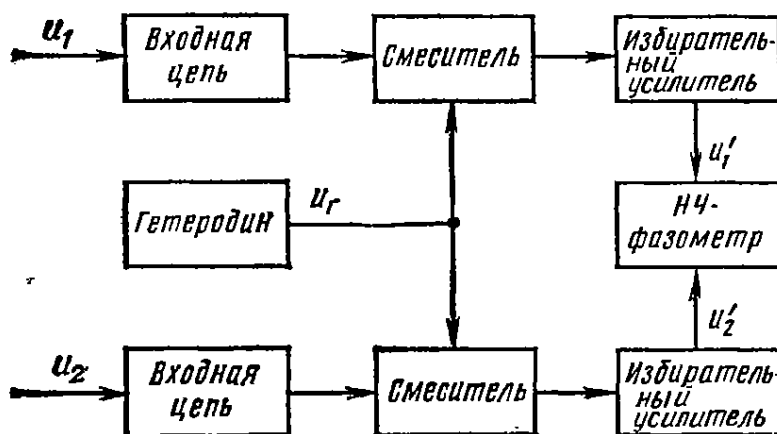 u₁
Входная
цепь
Смеситель
Избиратель-
ный
усилитель
u₁'
Гетеродин
uг
НЧ-
фазометр
u₂'
u₂
Входная
цепь
Смеситель
Избиратель-
ный
усилитель